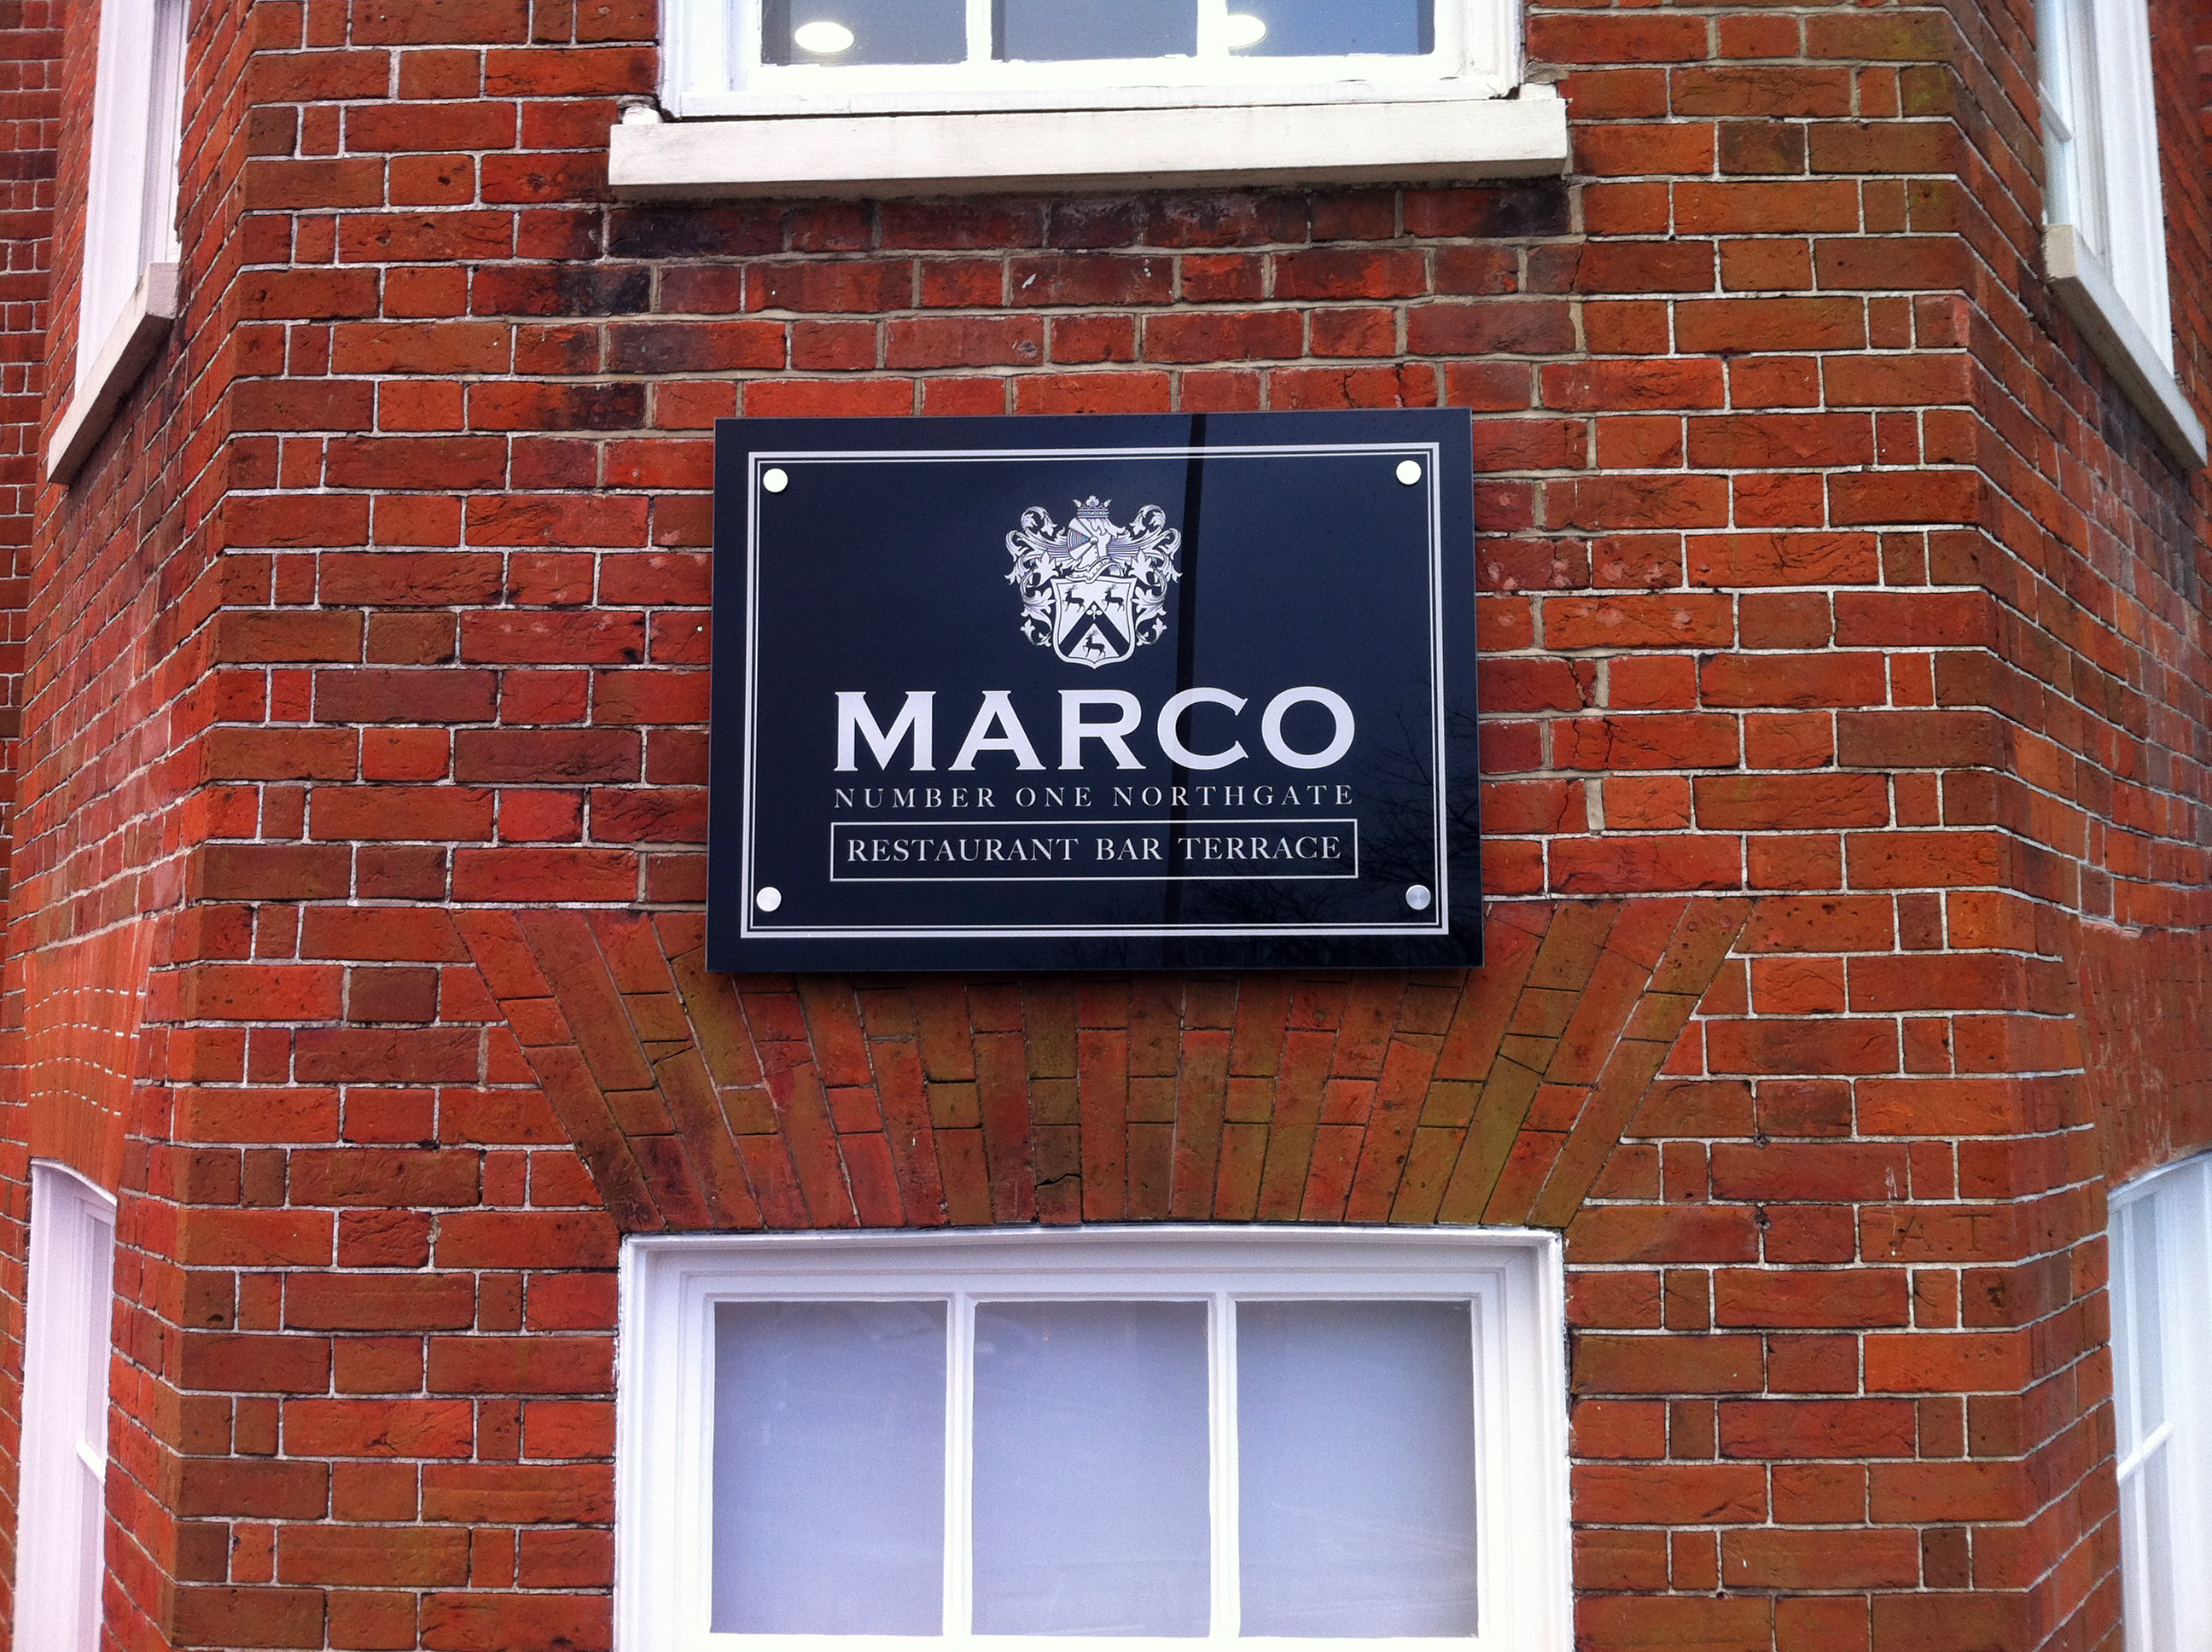 MARCO
NUMBER ONE NORTHGATE
RESTAURANT BAR TERRACE
A T